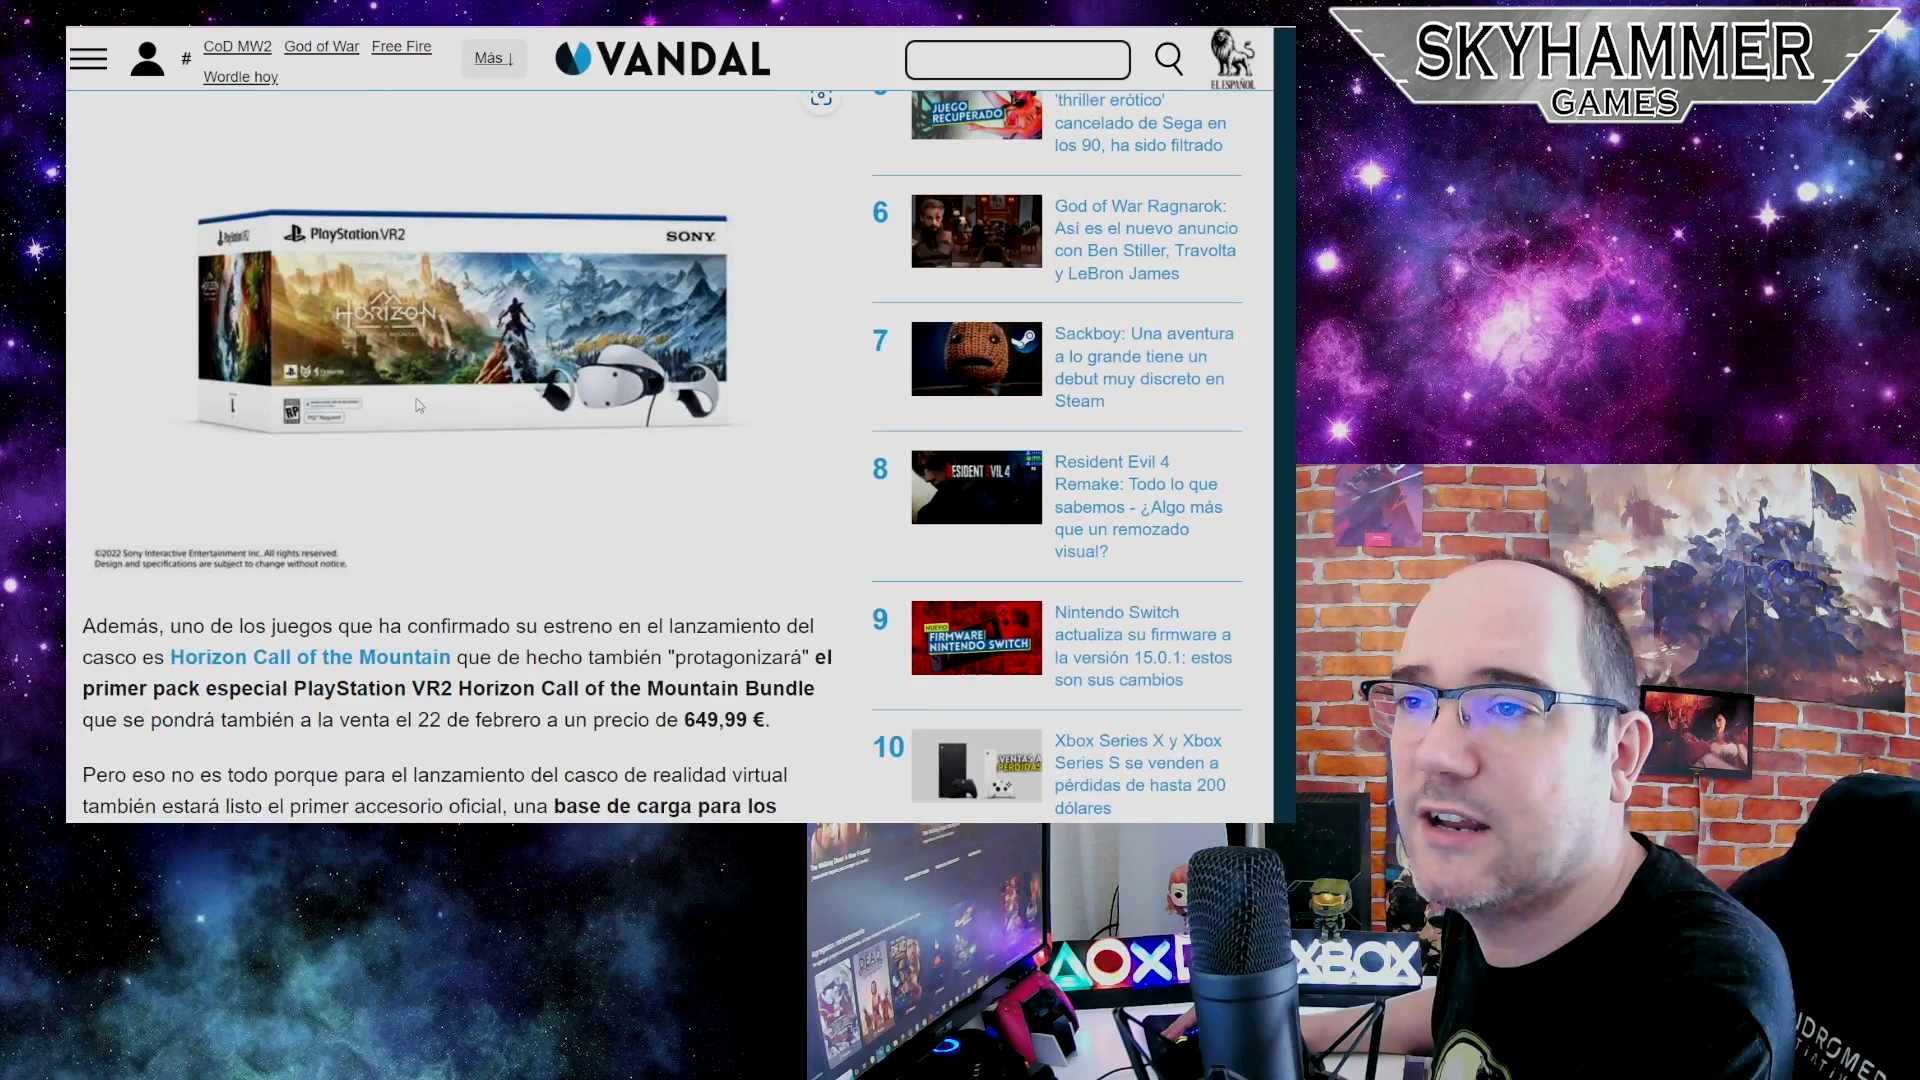 CoD MW2 God of War Free Fire
Wordle hoy
#
Más ↓
VANDAL
EL ESPAÑOL
SKYHAMMER
GAMES
PlayStation VR2
PlayStation VR2
SONY
HORIZON
PS5 Required
©2022 Sony Interactive Entertainment Inc. All rights reserved.
Design and specifications are subject to change without notice.
Además, uno de los juegos que ha confirmado su estreno en el lanzamiento del
casco es Horizon Call of the Mountain que de hecho también "protagonizará" el
primer pack especial PlayStation VR2 Horizon Call of the Mountain Bundle
que se pondrá también a la venta el 22 de febrero a un precio de 649,99 €.
Pero eso no es todo porque para el lanzamiento del casco de realidad virtual
también estará listo el primer accesorio oficial, una base de carga para los
JUEGO
RECUPERADO
'thriller erótico'
cancelado de Sega en
los 90, ha sido filtrado
6
God of War Ragnarok:
Así es el nuevo anuncio
con Ben Stiller, Travolta
y LeBron James
7
Sackboy: Una aventura
a lo grande tiene un
debut muy discreto en
Steam
8
RESIDENT EVIL 4
Resident Evil 4
Remake: Todo lo que
sabemos - ¿Algo más
que un remozado
visual?
9
NUEVO
FIRMWARE
NINTENDO SWITCH
Nintendo Switch
actualiza su firmware a
la versión 15.0.1: estos
son sus cambios
10
VENTAS A
PÉRDIDAS
Xbox Series X y Xbox
Series S se venden a
pérdidas de hasta 200
dólares
XBOX